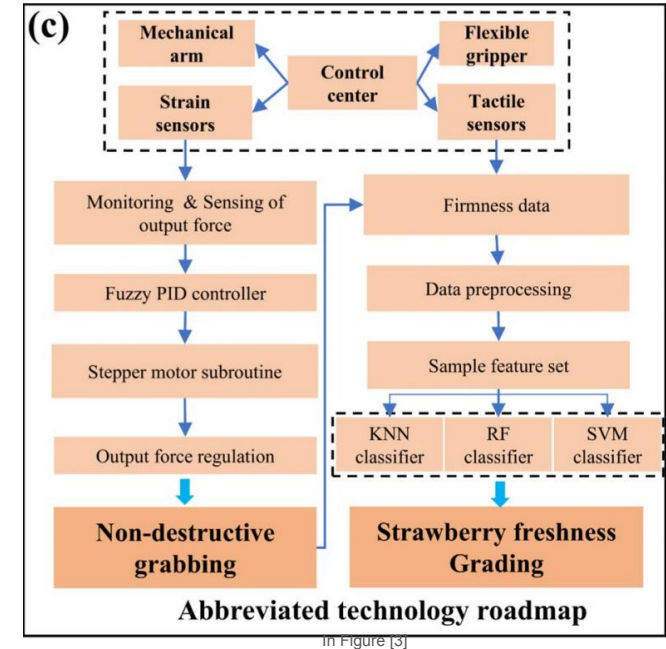 (c)
Mechanical
arm
Control
center
Flexible
gripper
Strain
sensors
Tactile
sensors
Monitoring & Sensing of
output force
Fuzzy PID controller
Stepper motor subroutine
Output force regulation
Non-destructive
grabbing
Firmness data
Data preprocessing
Sample feature set
KNN
classifier
RF
classifier
SVM
classifier
Strawberry freshness
Grading
Abbreviated technology roadmap
In Figure [3]